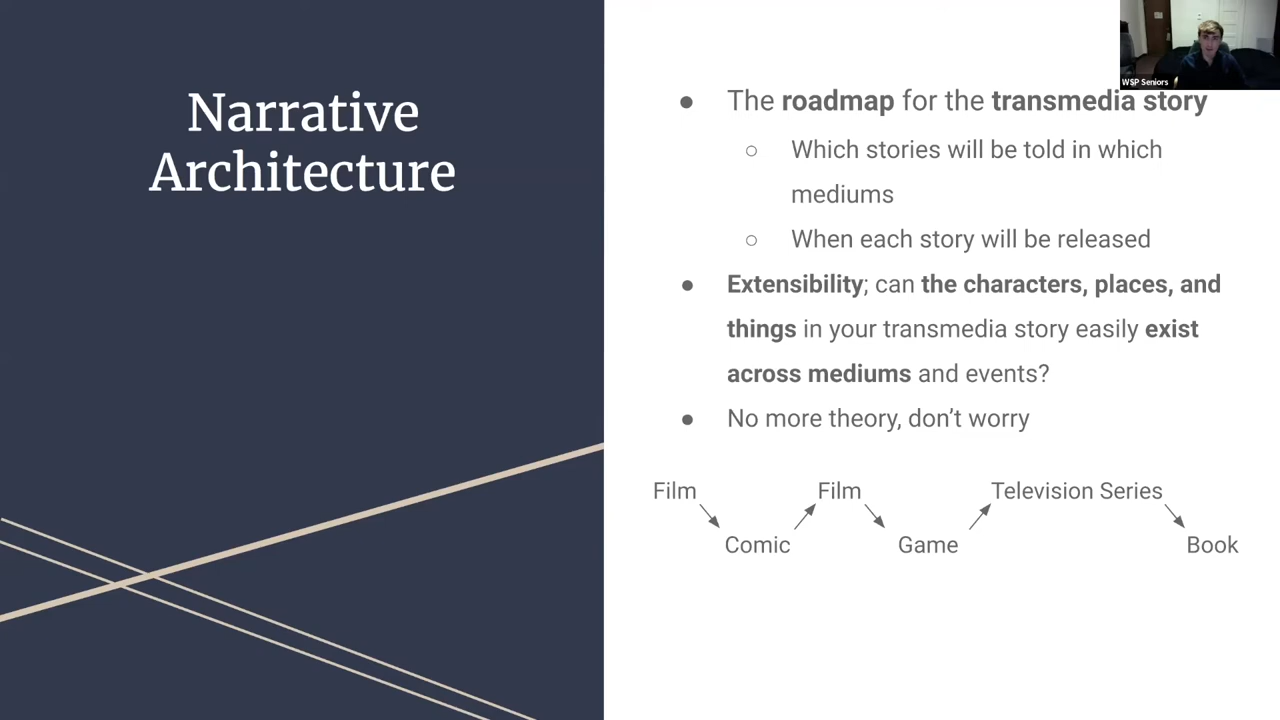 Narrative
Architecture
WSP Seniors
● The roadmap for the transmedia story
○ Which stories will be told in which
mediums
○ When each story will be released
● Extensibility; can the characters, places, and
things in your transmedia story easily exist
across mediums and events?
● No more theory, don’t worry
Film Film Television Series
Comic Game Book